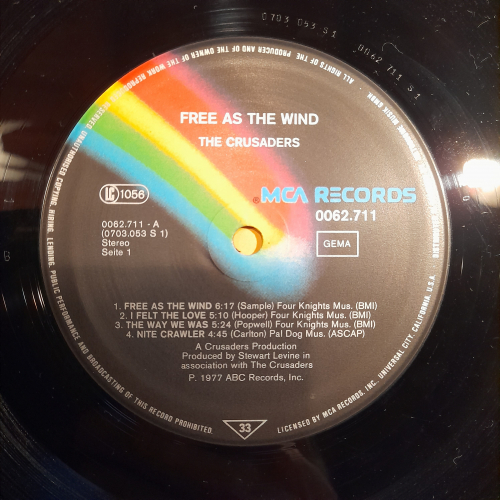 0703 053 S 1
0062 711 S 1
ALL RIGHTS OF THE PRODUCER AND OF THE OWNER OF THE WORK REPRODUCED RESERVED. UNAUTHORISED COPYING, HIRING, LENDING, PUBLIC PERFORMANCE AND BROADCASTING OF THIS RECORD PROHIBITED.
FREE AS THE WIND
THE CRUSADERS
LC 1056
MCA RECORDS
0062.711
0062.711 - A
(0703.053 S 1)
Stereo
Seite 1
GEMA
1. FREE AS THE WIND 6:17 (Sample) Four Knights Mus. (BMI)
2. I FELT THE LOVE 5:10 (Hooper) Four Knights Mus. (BMI)
3. THE WAY WE WAS 5:24 (Popwell) Four Knights Mus. (BMI)
4. NITE CRAWLER 4:45 (Carlton) Pal Dog Mus. (ASCAP)
A Crusaders Production
Produced by Stewart Levine in
association with The Crusaders
P. 1977 ABC Records, Inc.
33
LICENSED BY MCA RECORDS, INC. UNIVERSAL CITY, CALIFORNIA, U.S.A.
MUSIK GMBH